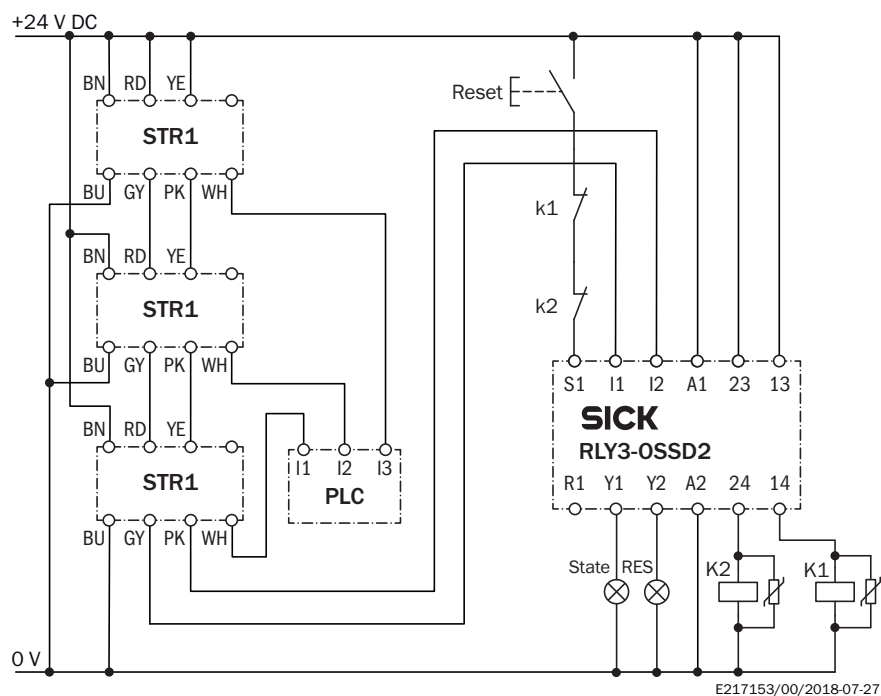 +24 V DC
BN RD YE
STR1
BU GY PK WH
BN RD YE
STR1
BU GY PK WH
BN RD YE
STR1
BU GY PK WH
I1 I2 I3
PLC
Reset
k1
k2
S1 I1 I2 A1 23 13
SICK
RLY3-OSSD2
R1 Y1 Y2 A2 24 14
State RES K2 K1
0 V
E217153/00/2018-07-27